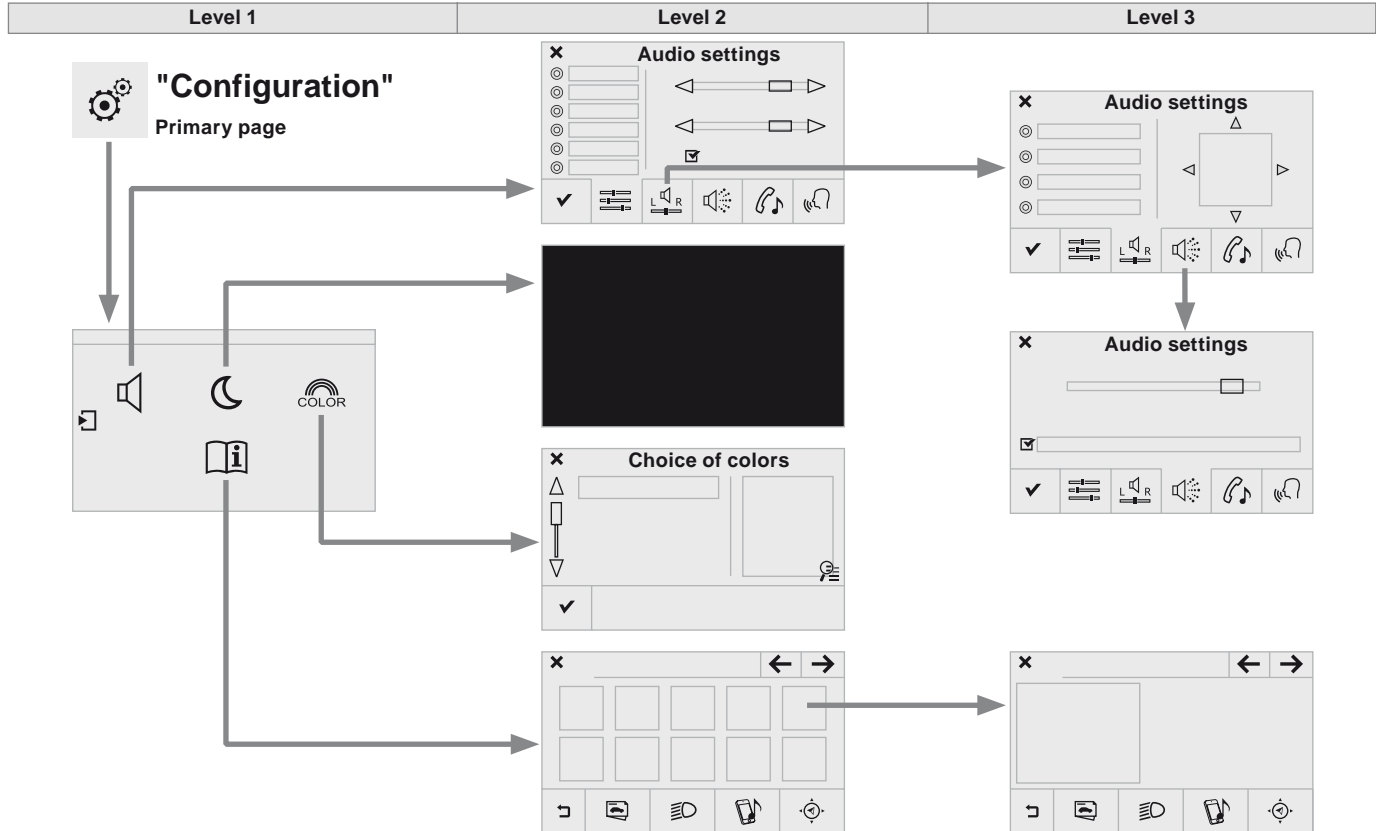 Level 1
Level 2
Level 3
"Configuration"
Primary page
Audio settings
L R
Audio settings
L R
COLOR
Audio settings
L R
Choice of colors
i